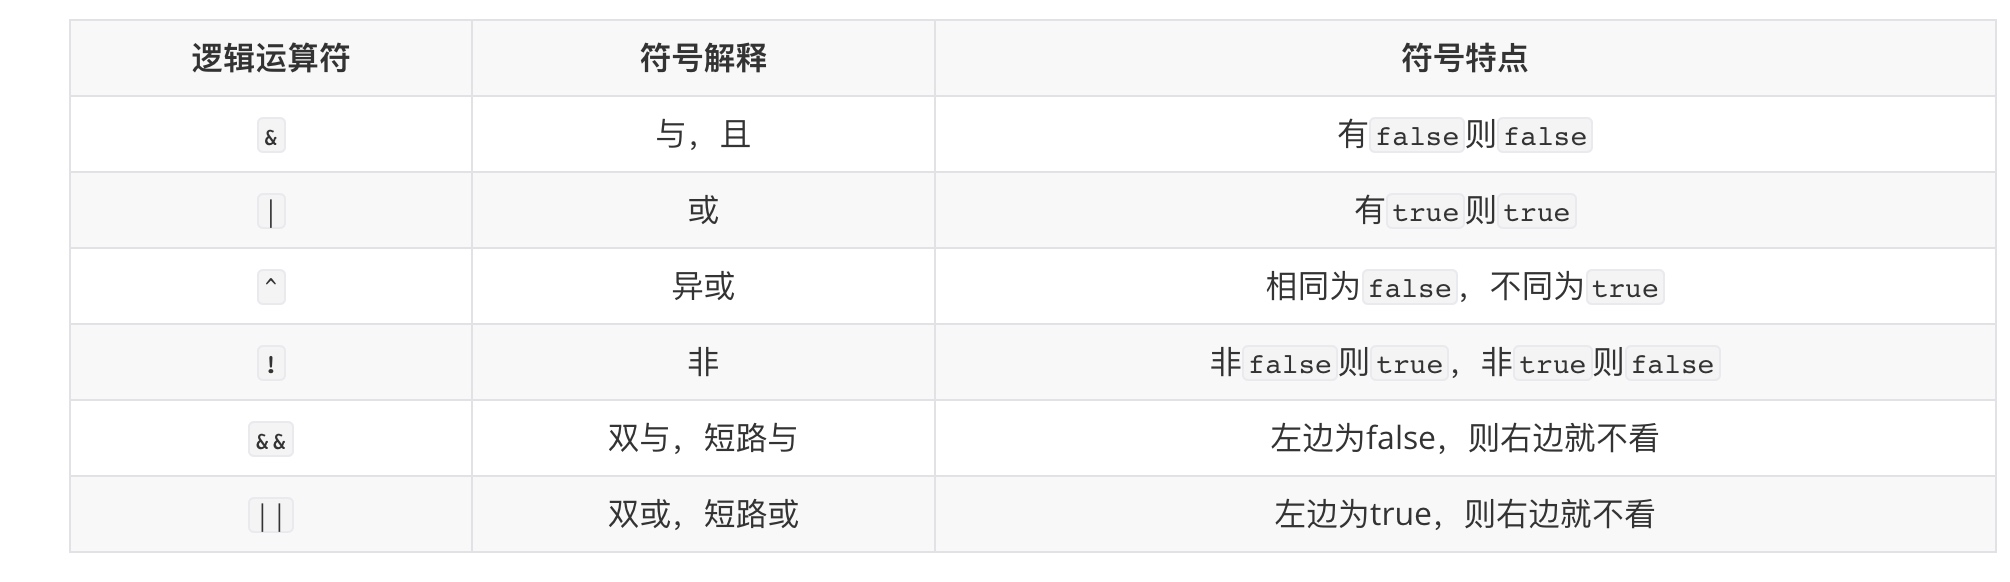 逻辑运算符 符号解释 符号特点
& 与，且 有false则false
| 或 有true则true
^ 异或 相同为false，不同为true
! 非 非false则true，非true则false
&& 双与，短路与 左边为false，则右边就不看
|| 双或，短路或 左边为true，则右边就不看